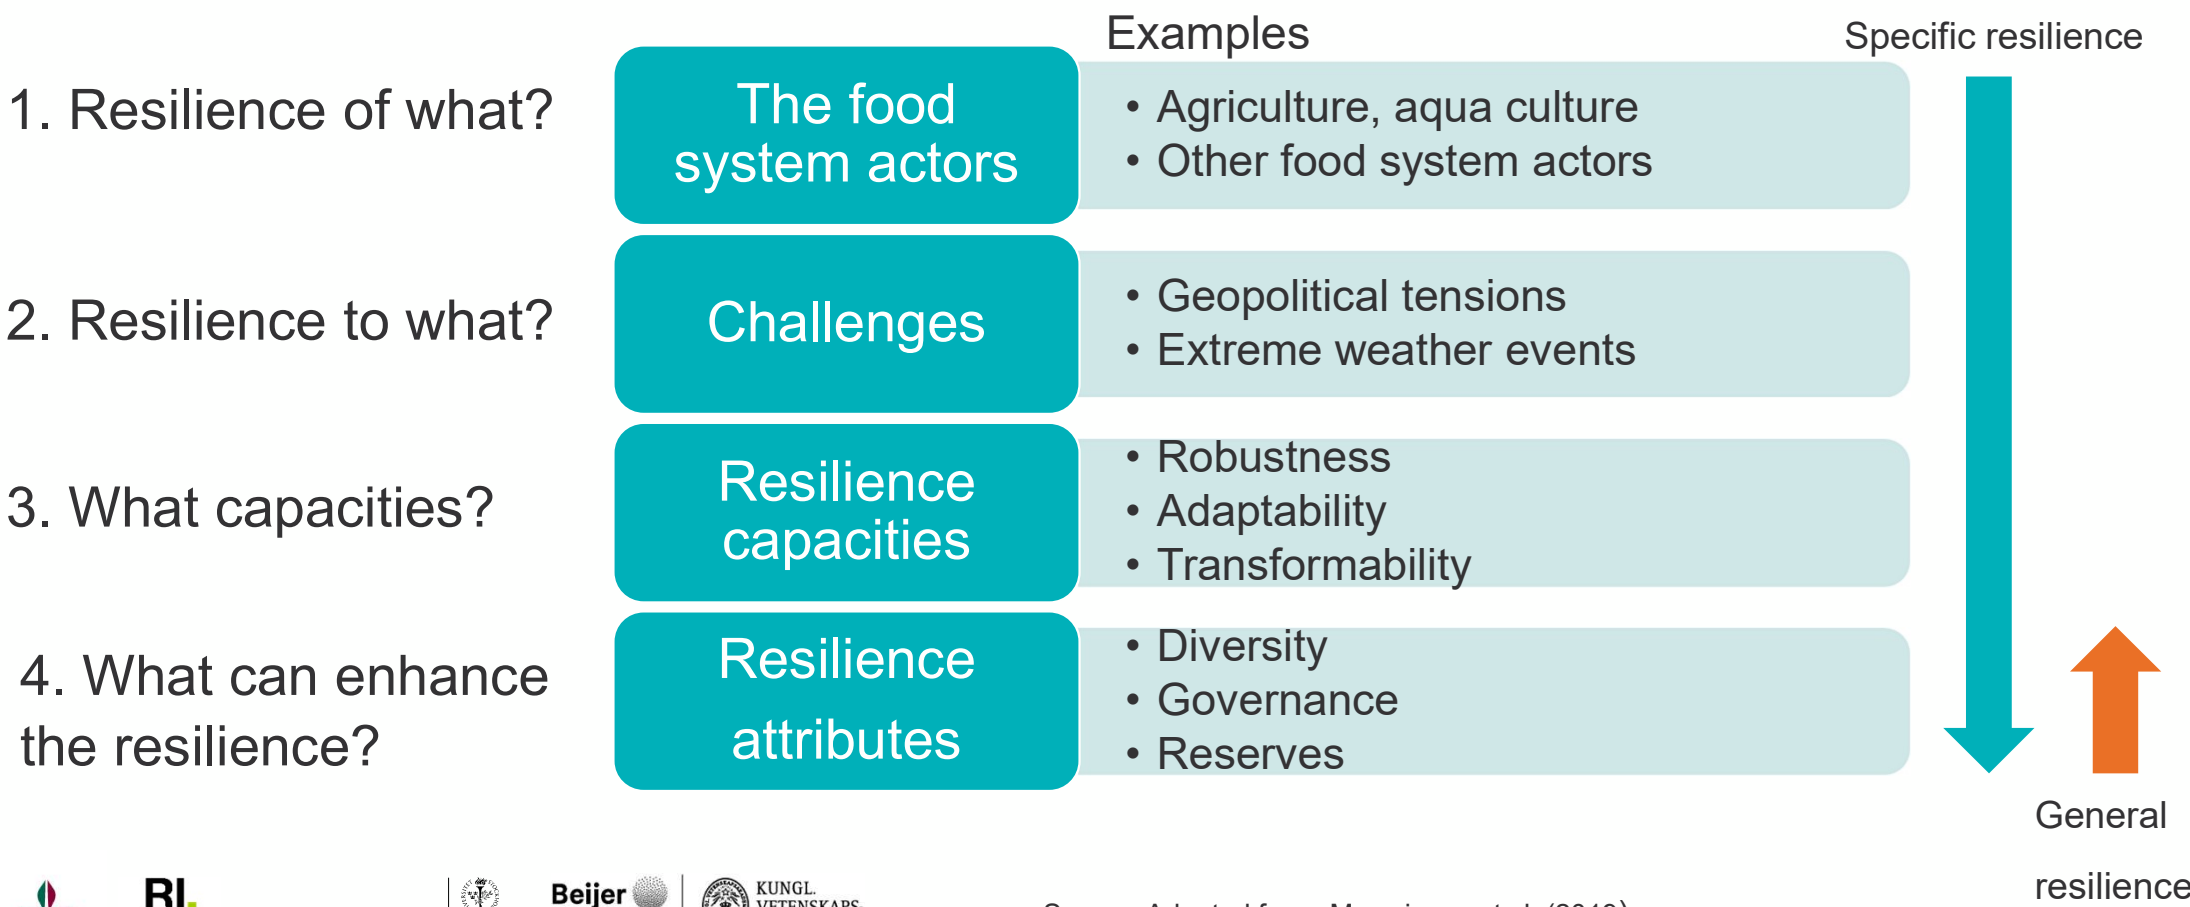 Examples
Specific resilience
1. Resilience of what?
The food
system actors
• Agriculture, aqua culture
• Other food system actors
2. Resilience to what?
Challenges
• Geopolitical tensions
• Extreme weather events
3. What capacities?
Resilience
capacities
• Robustness
• Adaptability
• Transformability
4. What can enhance
the resilience?
Resilience
attributes
• Diversity
• Governance
• Reserves
General
resilience
RI.
Beijer
KUNGL.